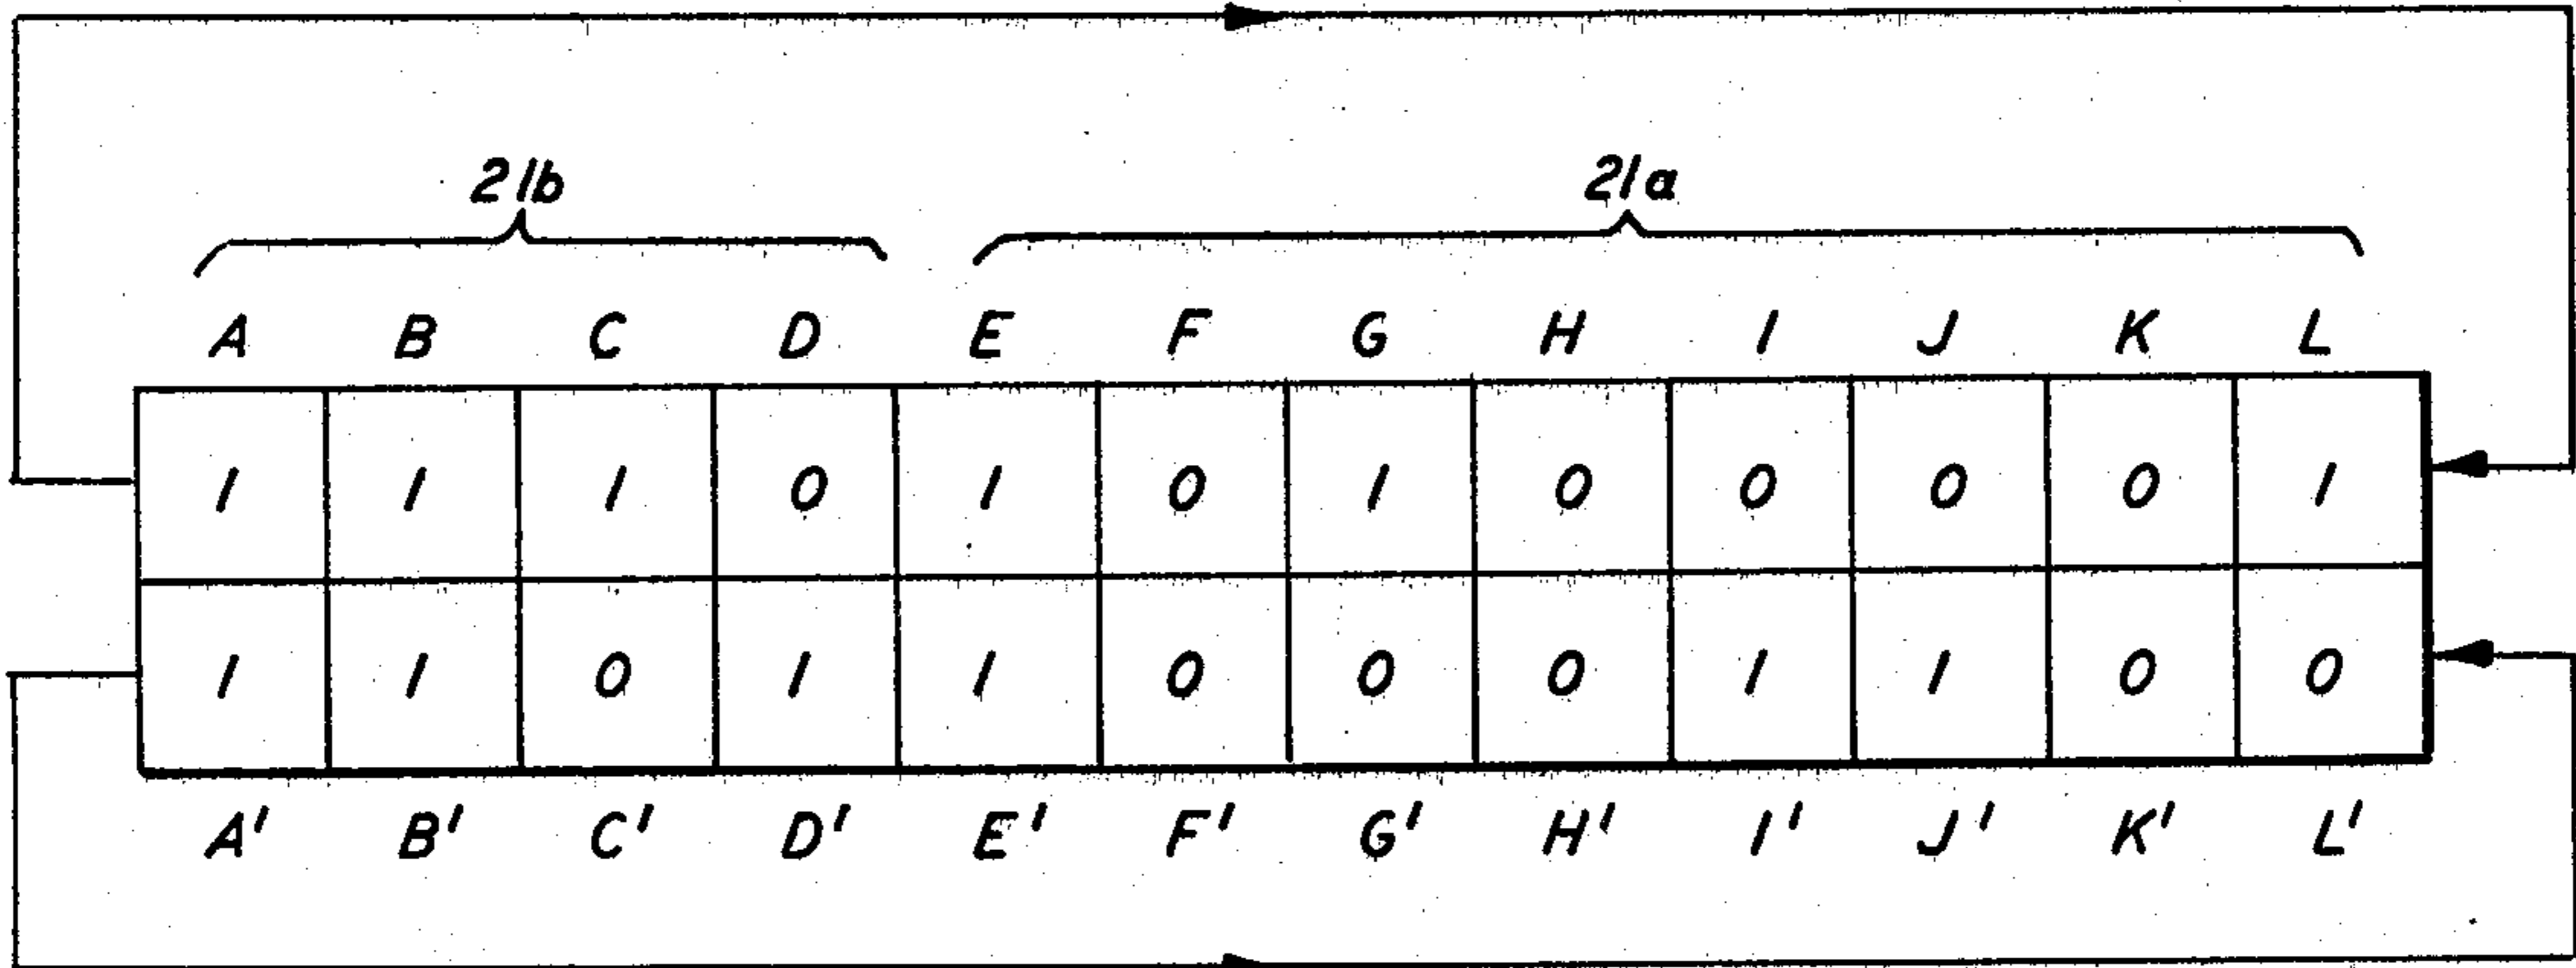 21b 21a
A B C D E F G H I J K L
1 1 1 0 1 0 1 0 0 0 0 1
1 1 0 1 1 0 0 0 1 1 0 0
A' B' C' D' E' F' G' H' I' J' K' L'